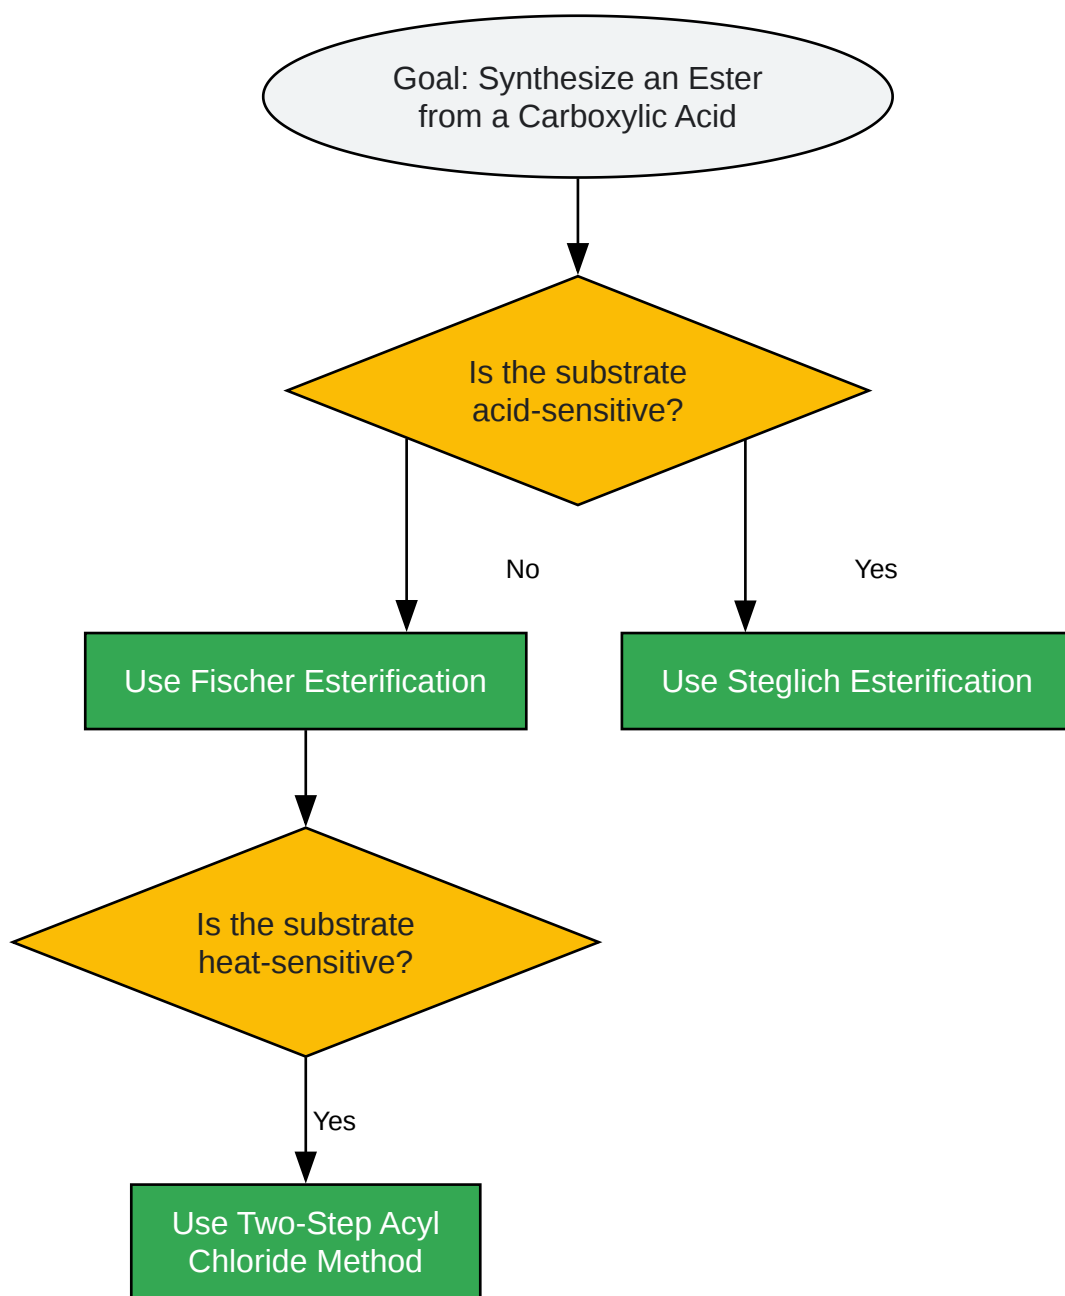 Goal: Synthesize an Ester
from a Carboxylic Acid
Is the substrate
acid-sensitive?
No
Yes
Use Fischer Esterification
Use Steglich Esterification
Is the substrate
heat-sensitive?
Yes
Use Two-Step Acyl
Chloride Method